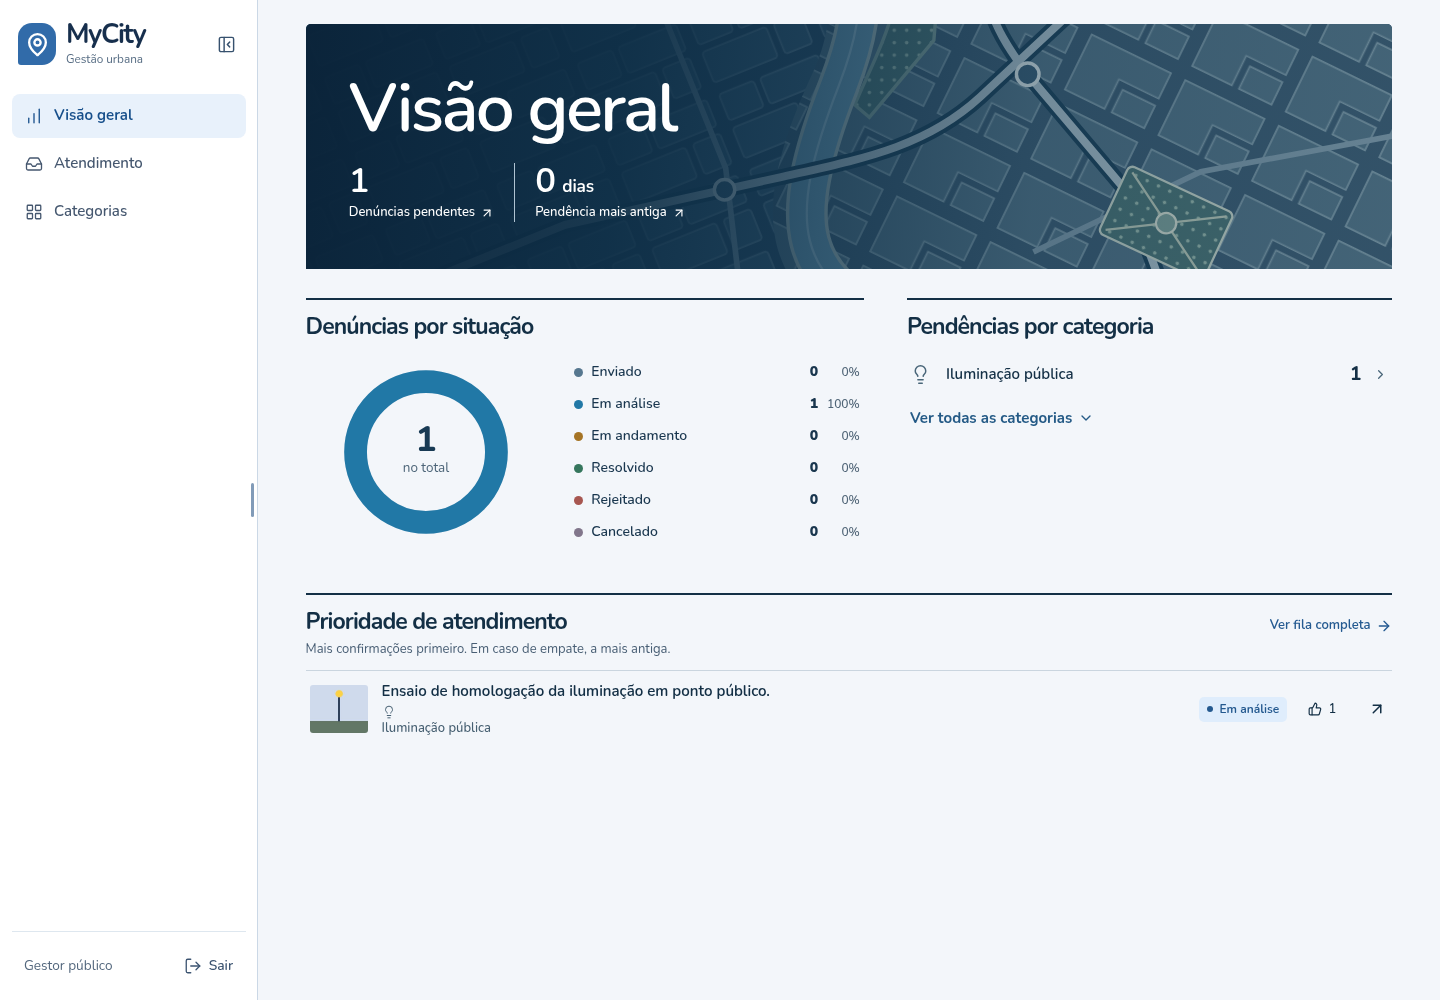 MyCity
Gestão urbana
Visão geral
Atendimento
Categorias
Gestor público
Sair
Visão geral
1
Denúncias pendentes
0 dias
Pendência mais antiga
Denúncias por situação
1
no total
Enviado 0 0%
Em análise 1 100%
Em andamento 0 0%
Resolvido 0 0%
Rejeitado 0 0%
Cancelado 0 0%
Pendências por categoria
Iluminação pública 1
Ver todas as categorias
Prioridade de atendimento
Mais confirmações primeiro. Em caso de empate, a mais antiga.
Ver fila completa
Ensaio de homologação da iluminação em ponto público.
Iluminação pública
Em análise 1